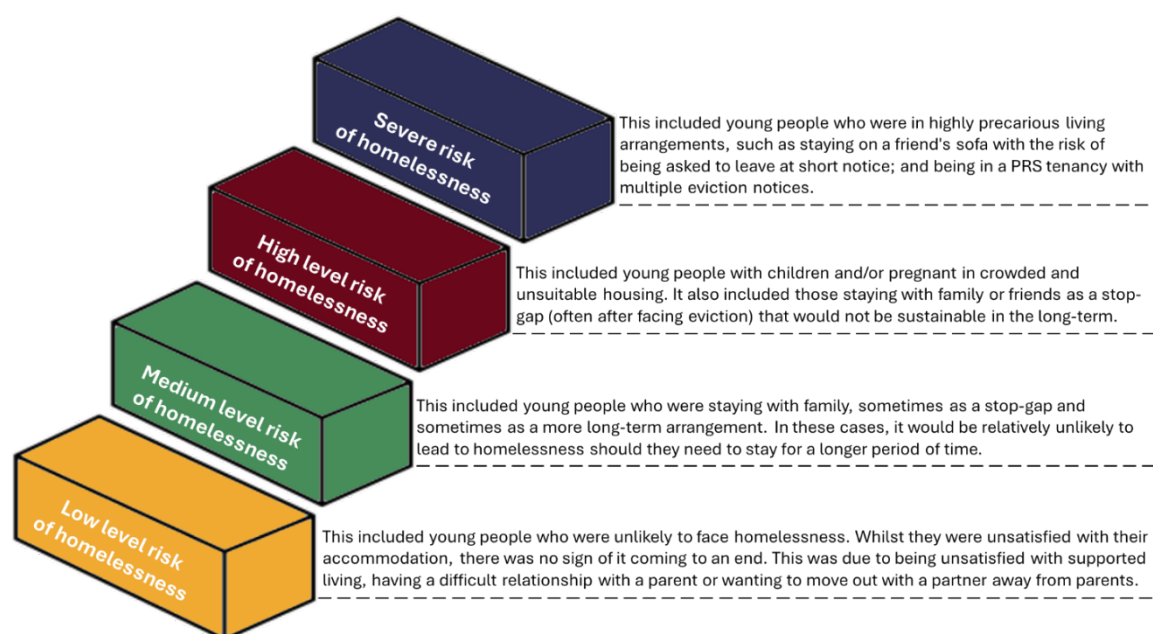 Severe risk
of homelessness
This included young people who were in highly precarious living
arrangements, such as staying on a friend's sofa with the risk of
being asked to leave at short notice; and being in a PRS tenancy with
multiple eviction notices.
High level risk
of homelessness
This included young people with children and/or pregnant in crowded and
unsuitable housing. It also included those staying with family or friends as a stop-
gap (often after facing eviction) that would not be sustainable in the long-term.
Medium level risk
of homelessness
This included young people who were staying with family, sometimes as a stop-gap and
sometimes as a more long-term arrangement. In these cases, it would be relatively unlikely to
lead to homelessness should they need to stay for a longer period of time.
Low level risk
of homelessness
This included young people who were unlikely to face homelessness. Whilst they were unsatisfied with their
accommodation, there was no sign of it coming to an end. This was due to being unsatisfied with supported
living, having a difficult relationship with a parent or wanting to move out with a partner away from parents.